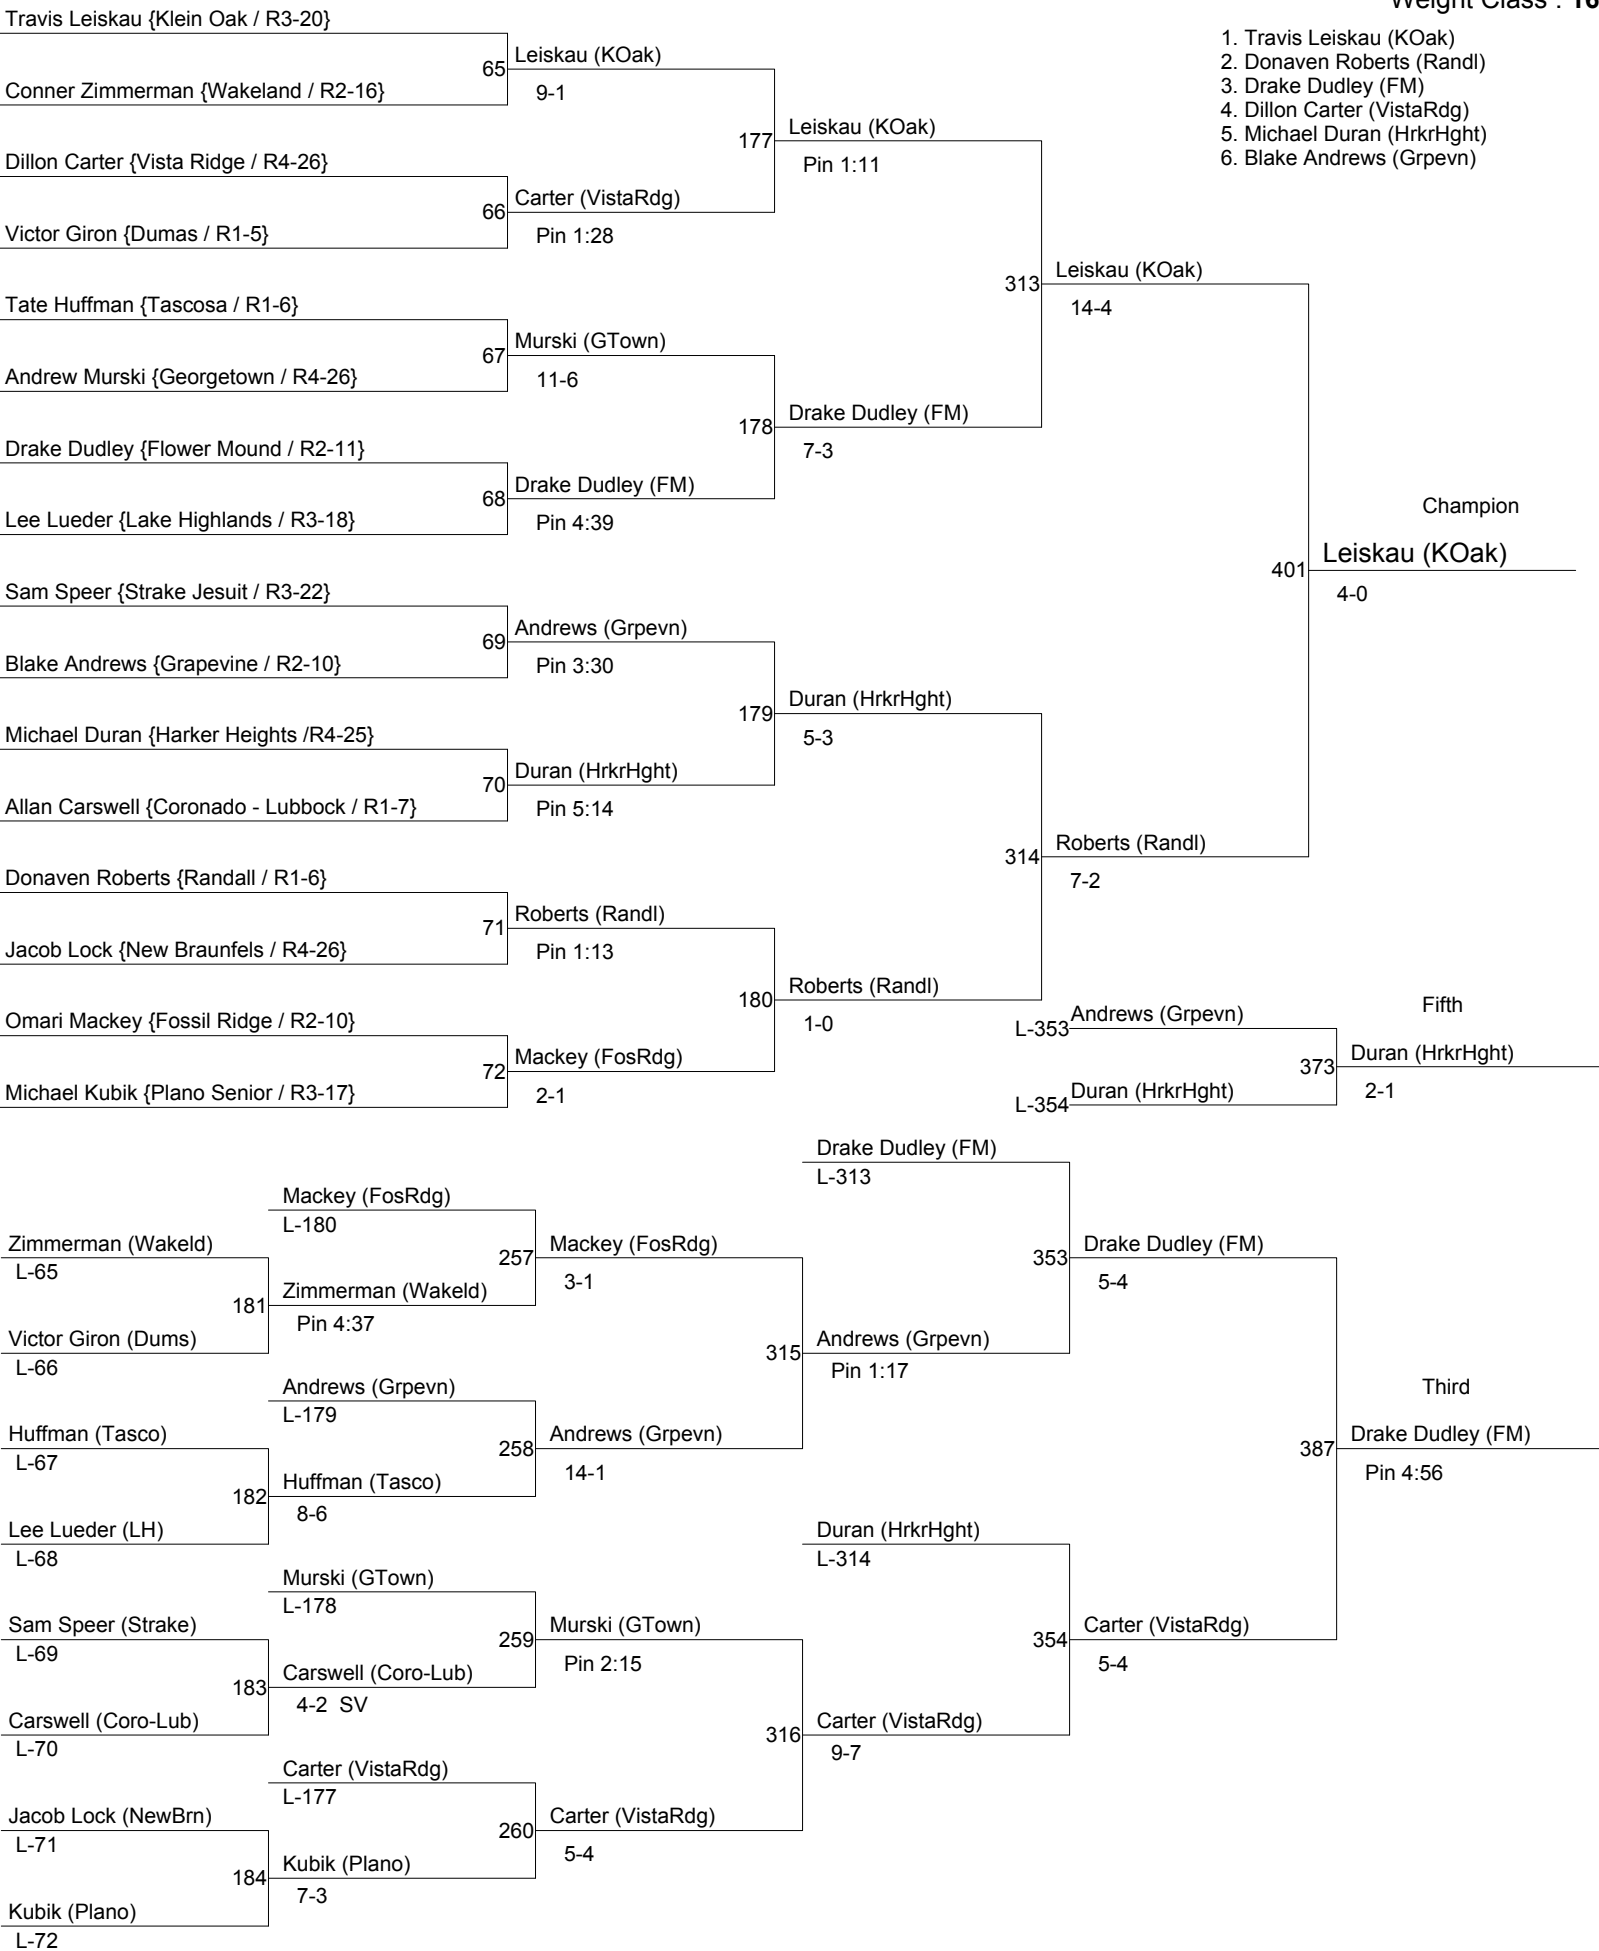 Weight Class : 16
1. Travis Leiskau (KOak)
2. Donaven Roberts (Randl)
3. Drake Dudley (FM)
4. Dillon Carter (VistaRdg)
5. Michael Duran (HrkrHght)
6. Blake Andrews (Grpevn)
Travis Leiskau {Klein Oak / R3-20}
65
Leiskau (KOak)
9-1
Conner Zimmerman {Wakeland / R2-16}
177
Leiskau (KOak)
Pin 1:11
Dillon Carter {Vista Ridge / R4-26}
66
Carter (VistaRdg)
Pin 1:28
Victor Giron {Dumas / R1-5}
313
Leiskau (KOak)
14-4
Tate Huffman {Tascosa / R1-6}
67
Murski (GTown)
11-6
Andrew Murski {Georgetown / R4-26}
178
Drake Dudley (FM)
7-3
Drake Dudley {Flower Mound / R2-11}
68
Drake Dudley (FM)
Pin 4:39
Lee Lueder {Lake Highlands / R3-18}
Champion
401
Leiskau (KOak)
4-0
Sam Speer {Strake Jesuit / R3-22}
69
Andrews (Grpevn)
Pin 3:30
Blake Andrews {Grapevine / R2-10}
179
Duran (HrkrHght)
5-3
Michael Duran {Harker Heights /R4-25}
70
Duran (HrkrHght)
Pin 5:14
Allan Carswell {Coronado - Lubbock / R1-7}
314
Roberts (Randl)
7-2
Donaven Roberts {Randall / R1-6}
71
Roberts (Randl)
Pin 1:13
Jacob Lock {New Braunfels / R4-26}
180
Roberts (Randl)
1-0
Omari Mackey {Fossil Ridge / R2-10}
72
Mackey (FosRdg)
2-1
Michael Kubik {Plano Senior / R3-17}
Fifth
L-353
Andrews (Grpevn)
373
Duran (HrkrHght)
2-1
L-354
Duran (HrkrHght)
Drake Dudley (FM)
L-313
Mackey (FosRdg)
L-180
Zimmerman (Wakeld)
L-65
257
Mackey (FosRdg)
3-1
353
Drake Dudley (FM)
5-4
181
Zimmerman (Wakeld)
Pin 4:37
Victor Giron (Dums)
L-66
315
Andrews (Grpevn)
Pin 1:17
Andrews (Grpevn)
L-179
Third
Huffman (Tasco)
L-67
258
Andrews (Grpevn)
14-1
387
Drake Dudley (FM)
Pin 4:56
182
Huffman (Tasco)
8-6
Lee Lueder (LH)
L-68
Duran (HrkrHght)
L-314
Murski (GTown)
L-178
Sam Speer (Strake)
L-69
259
Murski (GTown)
Pin 2:15
354
Carter (VistaRdg)
5-4
183
Carswell (Coro-Lub)
4-2 SV
Carswell (Coro-Lub)
L-70
316
Carter (VistaRdg)
9-7
Carter (VistaRdg)
L-177
Jacob Lock (NewBrn)
L-71
260
Carter (VistaRdg)
5-4
184
Kubik (Plano)
7-3
Kubik (Plano)
L-72